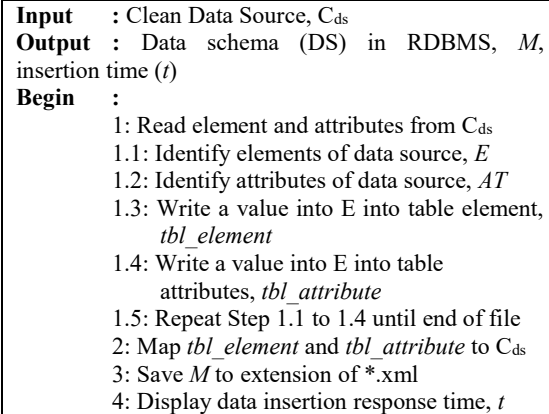 Input : Clean Data Source, Cds
Output : Data schema (DS) in RDBMS, M,
insertion time (t)
Begin :
1: Read element and attributes from Cds
1.1: Identify elements of data source, E
1.2: Identify attributes of data source, AT
1.3: Write a value into E into table element,
tbl_element
1.4: Write a value into E into table
attributes, tbl_attribute
1.5: Repeat Step 1.1 to 1.4 until end of file
2: Map tbl_element and tbl_attribute to Cds
3: Save M to extension of *.xml
4: Display data insertion response time, t